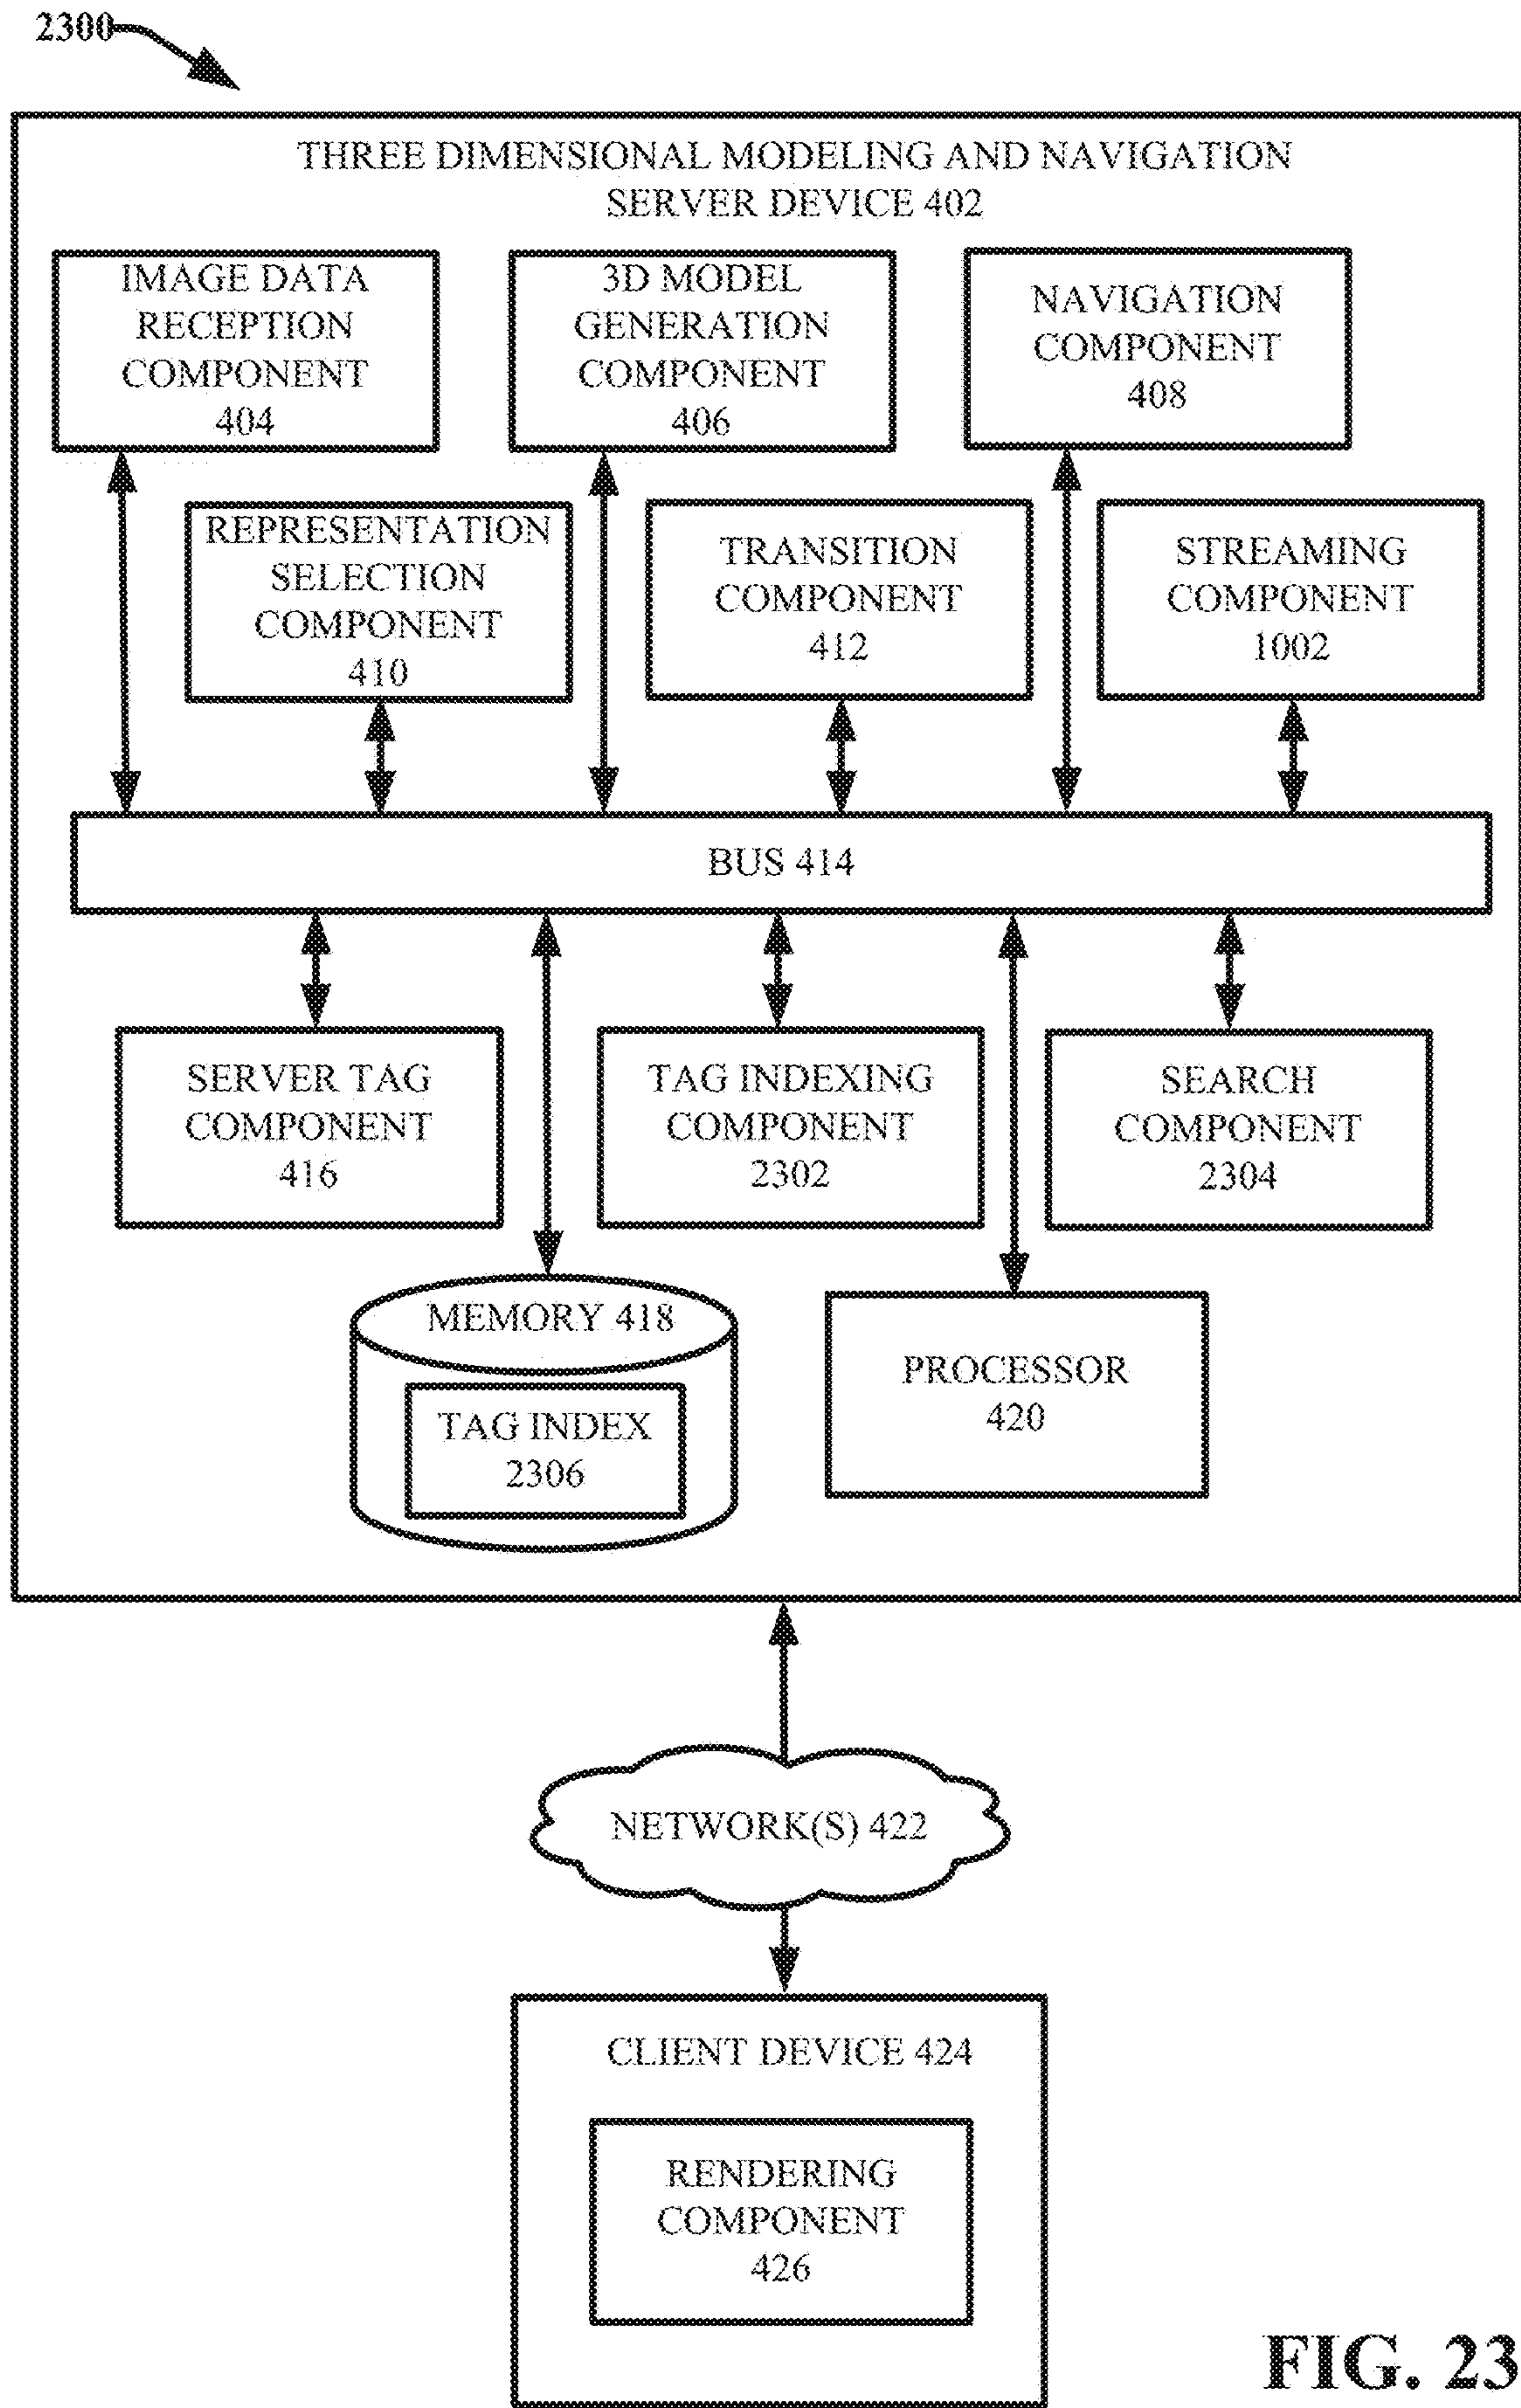 2300
THREE DIMENSIONAL MODELING AND NAVIGATION
SERVER DEVICE 402
IMAGE DATA
RECEPTION
COMPONENT
404
3D MODEL
GENERATION
COMPONENT
406
NAVIGATION
COMPONENT
408
REPRESENTATION
SELECTION
COMPONENT
410
TRANSITION
COMPONENT
412
STREAMING
COMPONENT
1002
BUS 414
SERVER TAG
COMPONENT
416
TAG INDEXING
COMPONENT
2302
SEARCH
COMPONENT
2304
MEMORY 418
TAG INDEX
2306
PROCESSOR
420
NETWORK(S) 422
CLIENT DEVICE 424
RENDERING
COMPONENT
426
FIG. 23